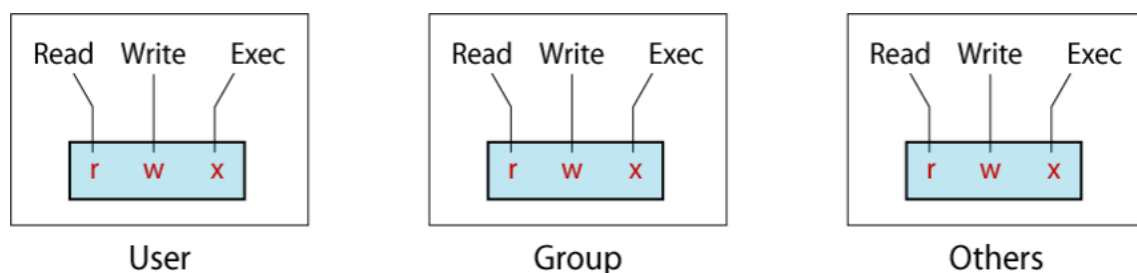 Read Write Exec
r w x
User
Read Write Exec
r w x
Group
Read Write Exec
r w x
Others